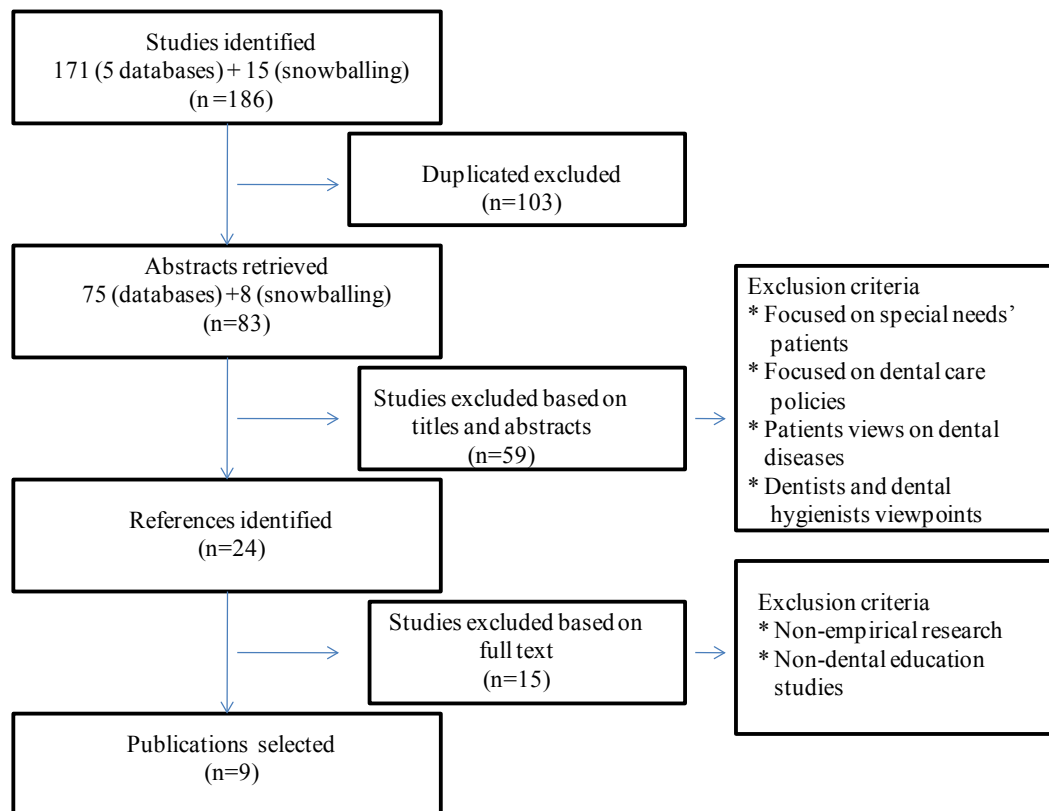 Studies identified
171 (5 databases) + 15 (snowballing)
(n =186)
Duplicated excluded
(n=103)
Abstracts retrieved
75 (databases) +8 (snowballing)
(n=83)
Studies excluded based on
titles and abstracts
(n=59)
Exclusion criteria
* Focused on special needs’
patients
* Focused on dental care
policies
* Patients views on dental
diseases
* Dentists and dental
hygienists viewpoints
References identified
(n=24)
Studies excluded based on
full text
(n=15)
Exclusion criteria
* Non-empirical research
* Non-dental education
studies
Publications selected
(n=9)